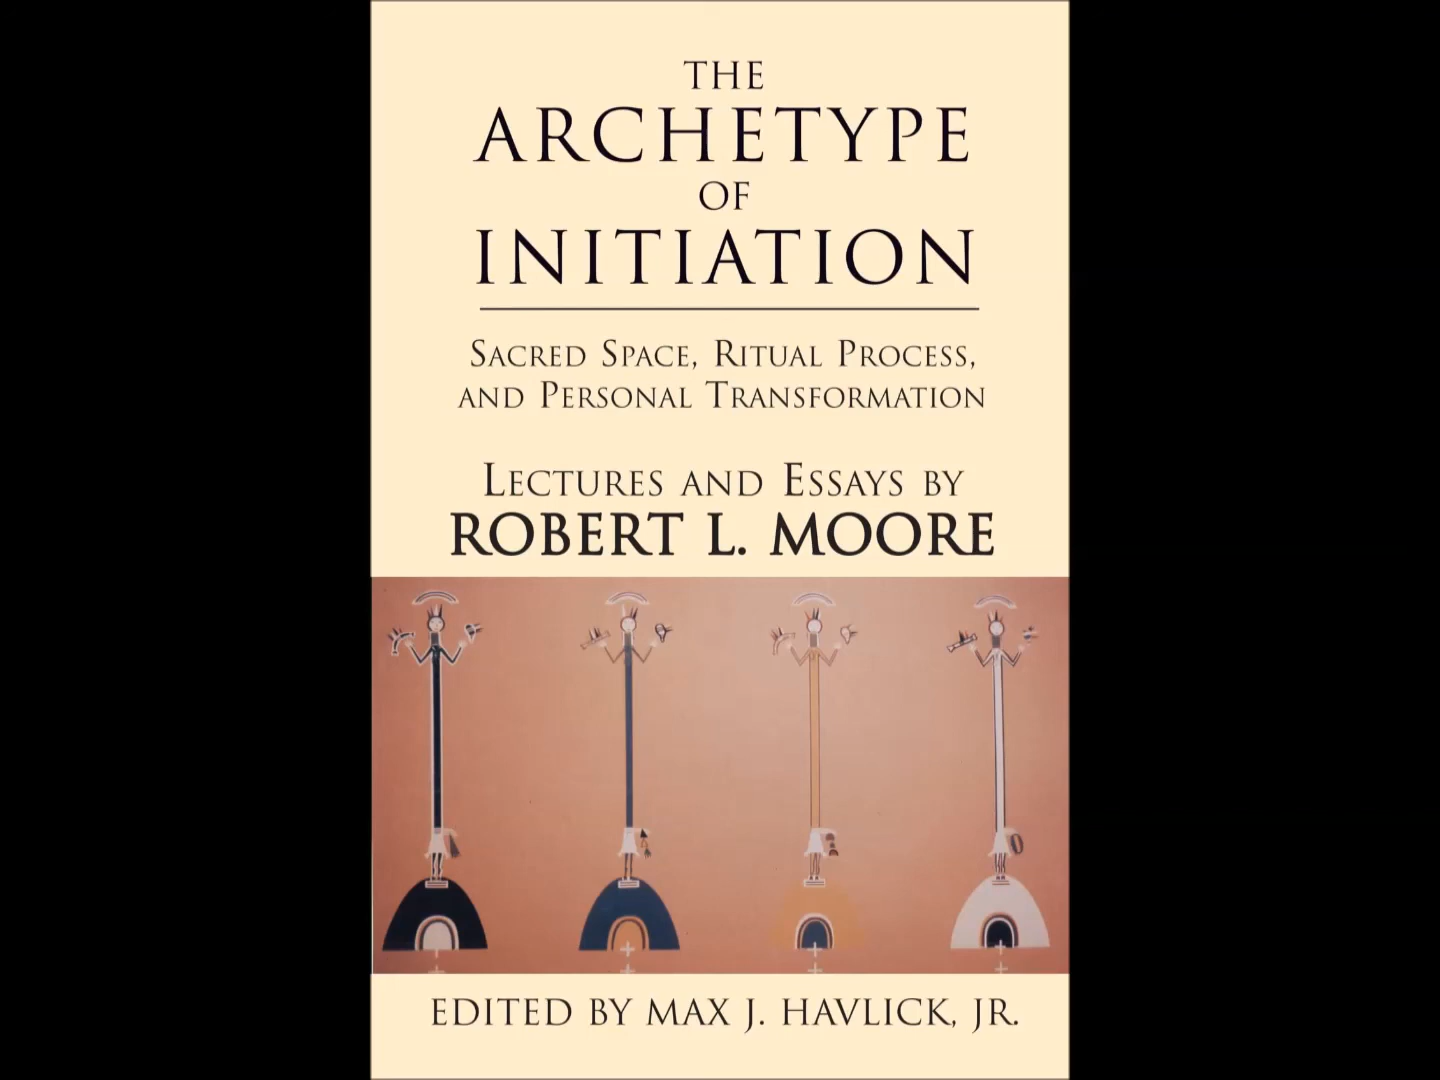 THE
ARCHETYPE
OF
INITIATION
SACRED SPACE, RITUAL PROCESS,
AND PERSONAL TRANSFORMATION
LECTURES AND ESSAYS BY
ROBERT L. MOORE
EDITED BY MAX J. HAVLICK, JR.